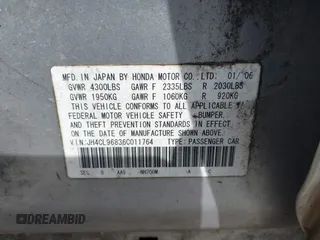 MFD. IN JAPAN BY HONDA MOTOR CO., LTD. 01/06
GVWR 4300LBS GAWR F 2335LBS R 2030LBS
GVWR 1950KG GAWR F 1060KG R 920KG
THIS VEHICLE CONFORMS TO ALL APPLICABLE
FEDERAL MOTOR VEHICLE SAFETY, BUMPER,
AND THEFT PREVENTION STANDARDS IN EFFECT
ON THE DATE OF MANUFACTURE SHOWN ABOVE.
V.I.N: JH4CL96836C011764 TYPE: PASSENGER CAR
SEC
NH700M
A
DREAMBID